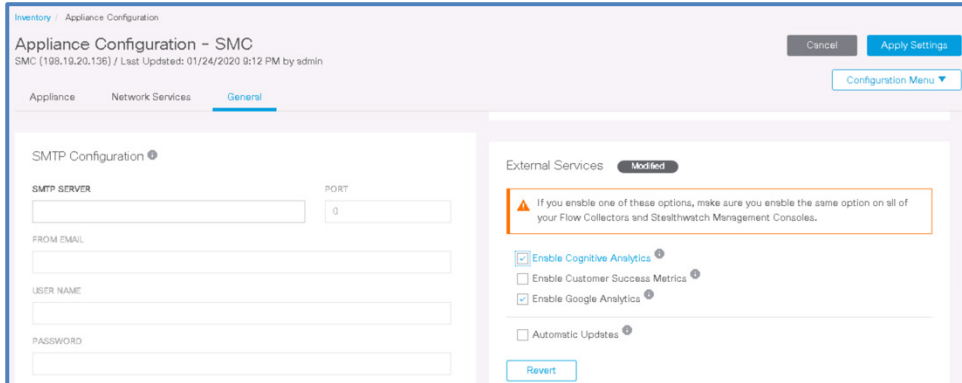 Inventory / Appliance Configuration
Appliance Configuration - SMC
SMC (198.19.20.136) / Last Updated: 01/24/2020 9:12 PM by admin
Cancel
Apply Settings
Configuration Menu ▼
Appliance
Network Services
General
SMTP Configuration
SMTP SERVER
PORT
0
FROM EMAIL
USER NAME
PASSWORD
External Services
Modified
If you enable one of these options, make sure you enable the same option on all of
your Flow Collectors and Stealthwatch Management Consoles.
Enable Cognitive Analytics
Enable Customer Success Metrics
Enable Google Analytics
Automatic Updates
Revert